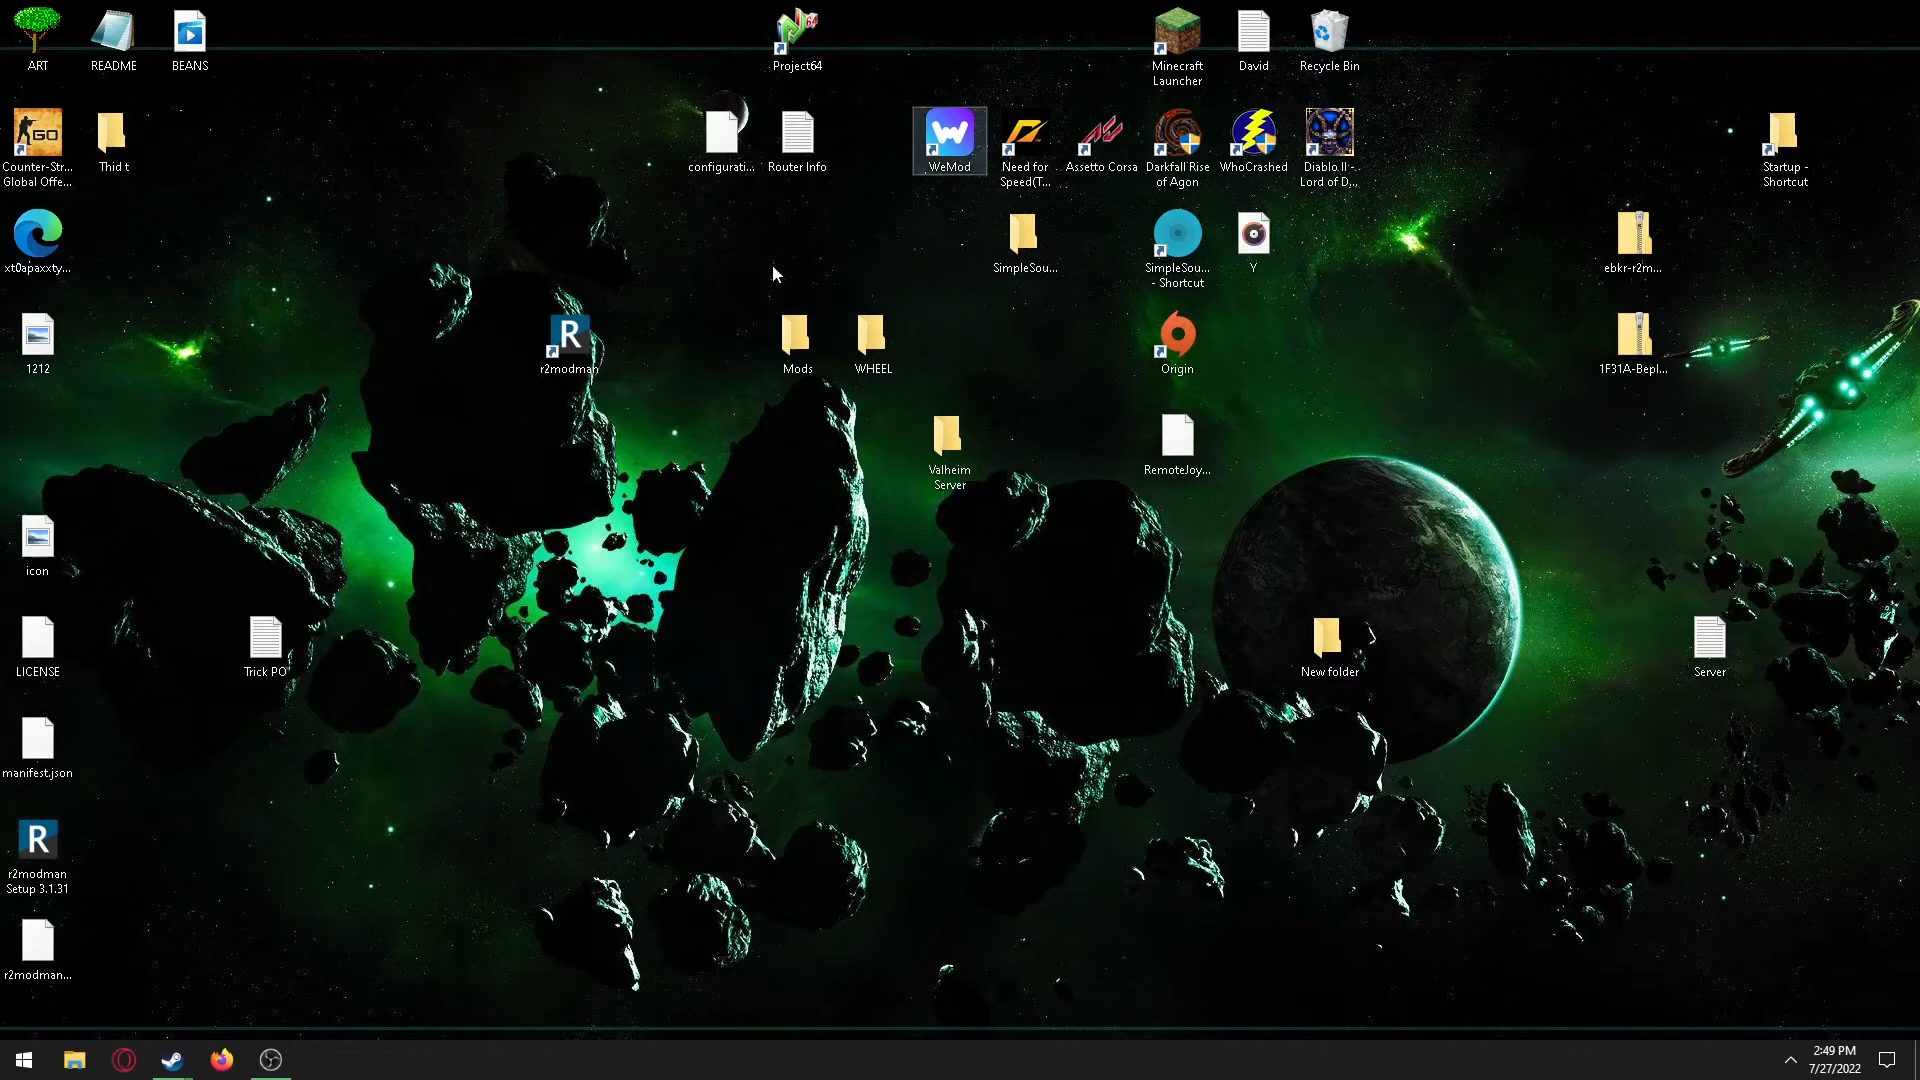 ART
README
BEANS
Project64
Minecraft
Launcher
David
Recycle Bin
Counter-Str...
Global Offe...
Thid t
configurati...
Router Info
WeMod
Need for
Speed(T...
Assetto Corsa
Darkfall Rise
of Agon
WhoCrashed
Diablo II -
Lord of D...
Startup -
Shortcut
xt0apaxxty...
SimpleSou...
SimpleSou...
- Shortcut
Y
ebkr-r2m...
1212
r2modman
Mods
WHEEL
Origin
1F31A-Bepl...
Valheim
Server
RemoteJoy...
icon
LICENSE
Trick PO
New folder
Server
manifest.json
r2modman
Setup 3.1.31
r2modman...
2:49 PM
7/27/2022